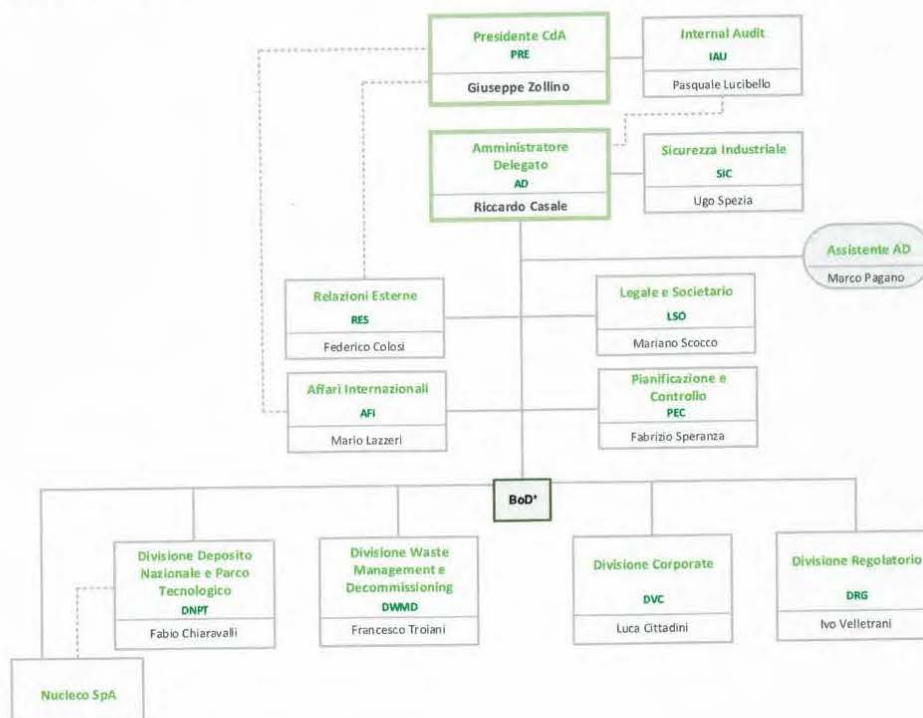 Presidente CdA
PRE
Giuseppe Zollino
Internal Audit
IAU
Pasquale Lucibello
Amministratore
Delegato
AD
Riccardo Casale
Sicurezza Industriale
SIC
Ugo Spezia
Assistente AD
Marco Pagano
Relazioni Esterne
RES
Federico Colosi
Legale e Societario
LSO
Mariano Scocco
Affari Internazionali
AFI
Mario Lazzeri
Pianificazione e
Controllo
PEC
Fabrizio Speranza
BoD*
Divisione Deposito
Nazionale e Parco
Tecnologico
DNPT
Fabio Chiaravalli
Divisione Waste
Management e
Decommissioning
DWMD
Francesco Troiani
Divisione Corporate
DVC
Luca Cittadini
Divisione Regolatorio
DRG
Ivo Velletrani
Nucleco SpA